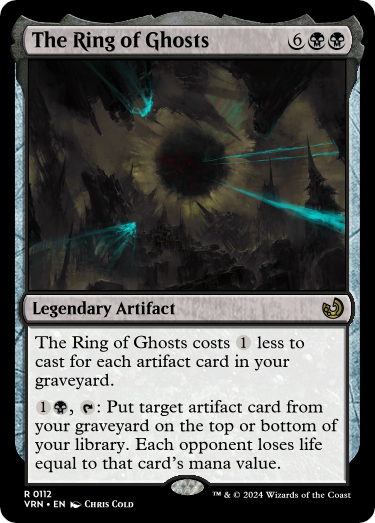 The Ring of Ghosts 6
Legendary Artifact
The Ring of Ghosts costs 1 less to
cast for each artifact card in your
graveyard.
1 , : Put target artifact card from
your graveyard on the top or bottom of
your library. Each opponent loses life
equal to that card's mana value.
R 0112
VRN • EN Chris Cold
™ & © 2024 Wizards of the Coast